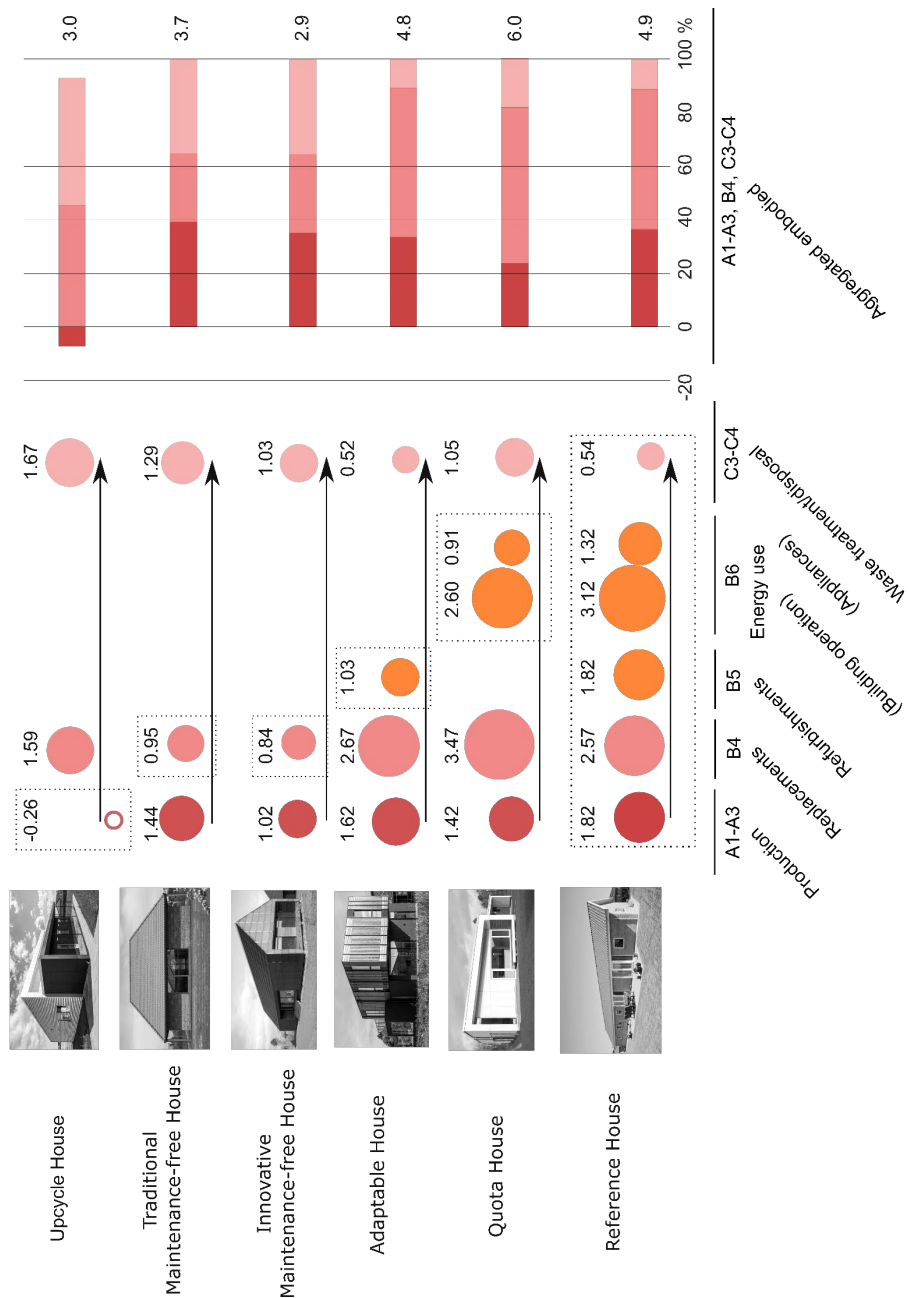 Upcycle House
-0.26
1.59
1.67
3.0
Traditional
Maintenance-free House
1.44
0.95
1.29
3.7
Innovative
Maintenance-free House
1.02
0.84
1.03
2.9
Adaptable House
1.62
2.67
1.03
0.52
4.8
Quota House
1.42
3.47
2.60
0.91
1.05
6.0
Reference House
1.82
2.57
1.82
3.12
1.32
0.54
4.9
-20
0
20
40
60
80
100 %
A1-A3
B4
B5
B6
C3-C4
A1-A3, B4, C3-C4
Energy use
Production
Replacements
Refurbishments
(Building operation)
(Appliances)
Waste treatment/disposal
Aggregated embodied